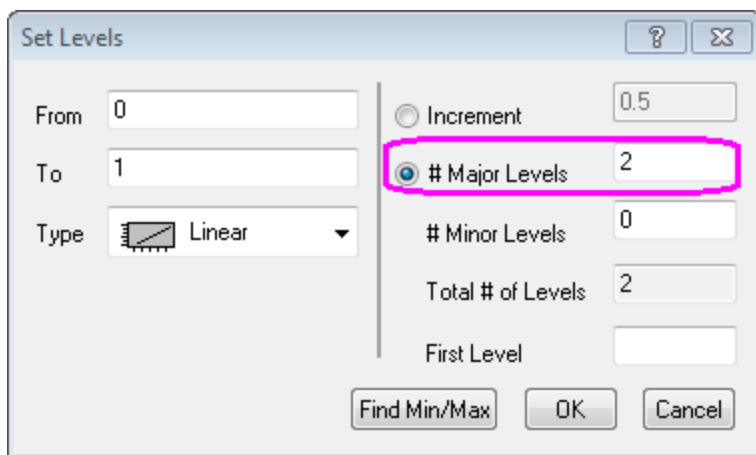 Set Levels
From 0
To 1
Type Linear
Increment 0.5
# Major Levels 2
# Minor Levels 0
Total # of Levels 2
First Level
Find Min/Max OK Cancel